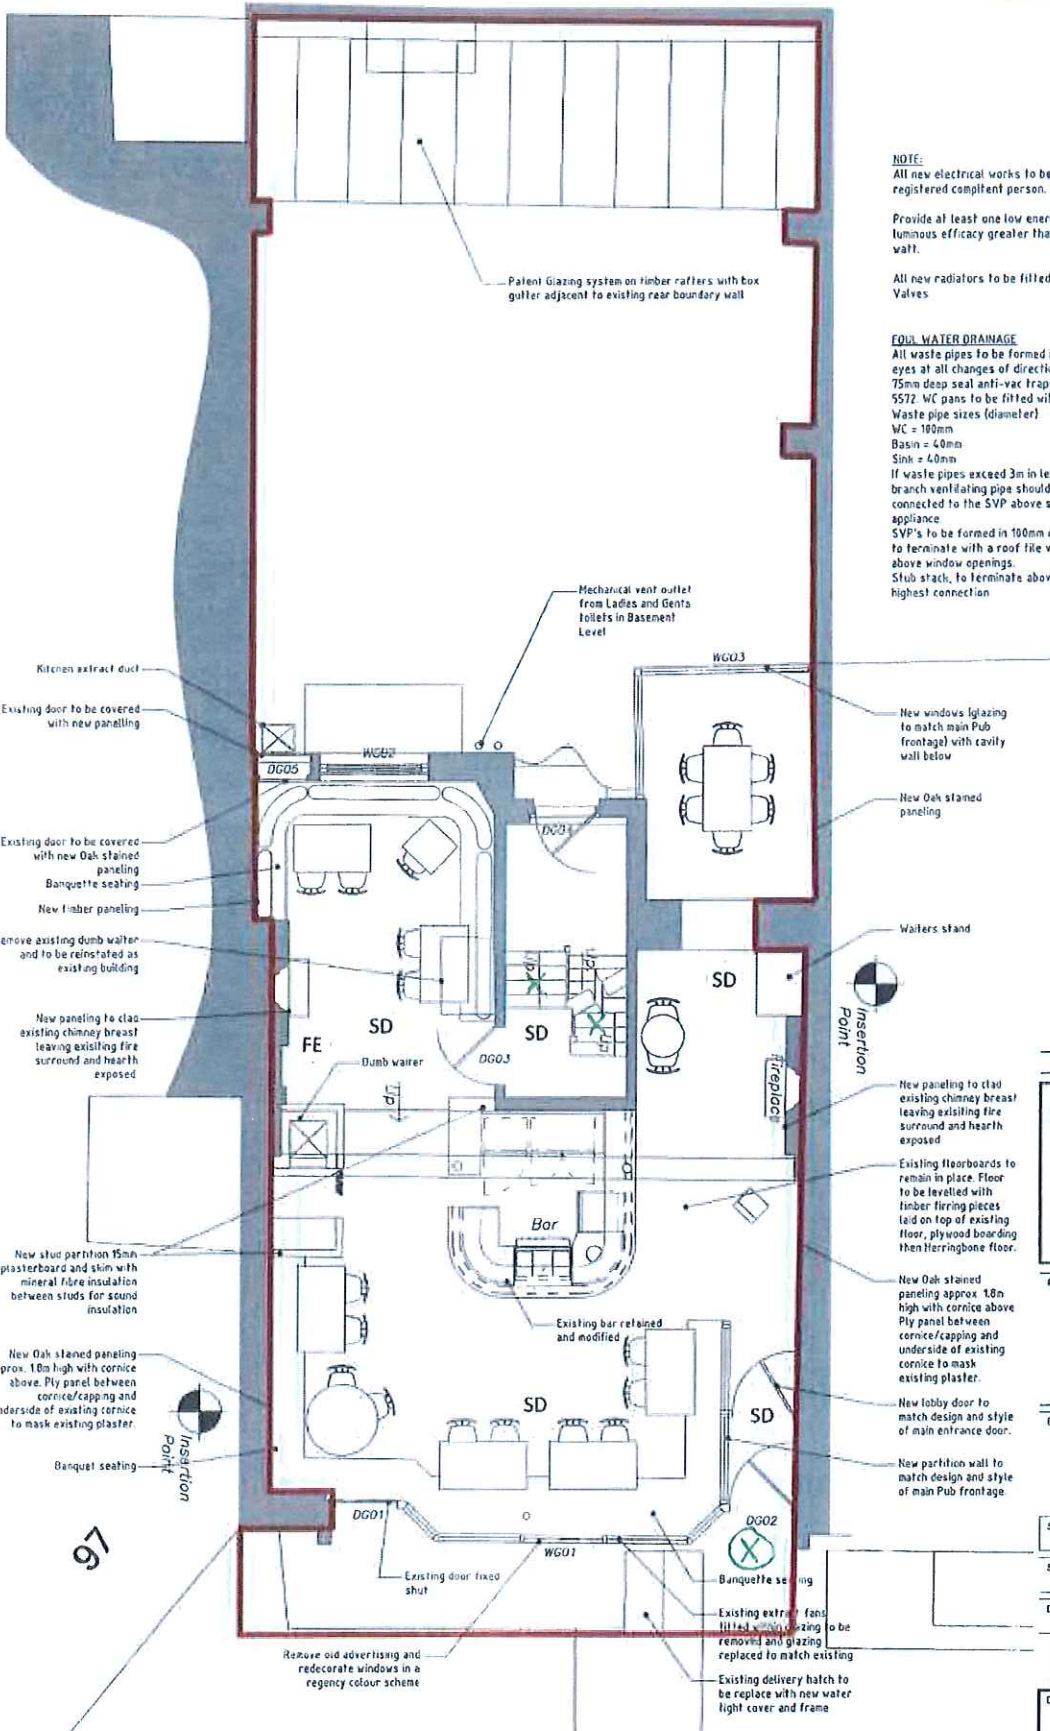 NOTE:
All new electrical works to be
registered compitent person.
Provide at least one low ener
luminous efficacy greater tha
watt.
All new radiators to be fitted
Valves
FOUL WATER DRAINAGE
All waste pipes to be formed
eyes at all changes of directi
75mm deep seal anti-vac trap
5572. WC pans to be fitted wi
Waste pipe sizes (diameter)
WC = 100mm
Basin = 40mm
Sink = 40mm
If waste pipes exceed 3m in le
branch ventilating pipe should
connected to the SVP above s
appliance
SVP's to be formed in 100mm
to terminate with a roof tile v
above window openings.
Stub stack, to terminate abov
highest connection
Patent Glazing system on timber rafters with box
gutter adjacent to existing rear boundary wall
Mechanical vent outlet
from Ladies and Gents
toilets in Basement
Level
WG03
Kitchen extract duct
Existing door to be covered
with new panelling
New windows (glazing
to match main Pub
frontage) with cavity
wall below
WG02
DG05
New Oak stained
paneling
DG04
Existing door to be covered
with new Oak stained
paneling
Banquette seating
New timber paneling
emove existing dumb waiter
and to be reinstated as
existing building
Waiters stand
Up
Up
Up
SD
SD
SD
Insertion
Point
New paneling to clad
existing chimney breast
leaving exisiting fire
surround and hearth
exposed
FE
DG03
Dumb waiter
Up
Fireplace
New paneling to clad
existing chimney breast
leaving exisiting fire
surround and hearth
exposed
Existing floorboards to
remain in place. Floor
to be levelled with
timber firring pieces
laid on top of existing
floor, plywood boarding
then Herringbone floor.
Bar
New stud partition 15mm
plasterboard and skim with
mineral fibre insulation
between studs for sound
insulation
Existing bar retained
and modified
New Oak stained
paneling approx 1.8m
high with cornice above
Ply panel between
cornice/capping and
underside of existing
cornice to mask
existing plaster.
New Oak stained paneling
prox. 1.8m high with cornice
above. Ply panel between
cornice/capping and
nderside of existing cornice
to mask existing plaster.
Insertion
Point
SD
SD
New lobby door to
match design and style
of main entrance door.
Banquet seating
New partition wall to
match design and style
of main Pub frontage
97
DG01
DG02
WG01
Existing door fixed
shut
Banquette se ng
Existing extra fans
fitted within glazing to be
removed and glazing
replaced to match existing
Remove old advertising and
redecorate windows in a
regency colour scheme
Existing delivery hatch to
be replace with new water
tight cover and frame